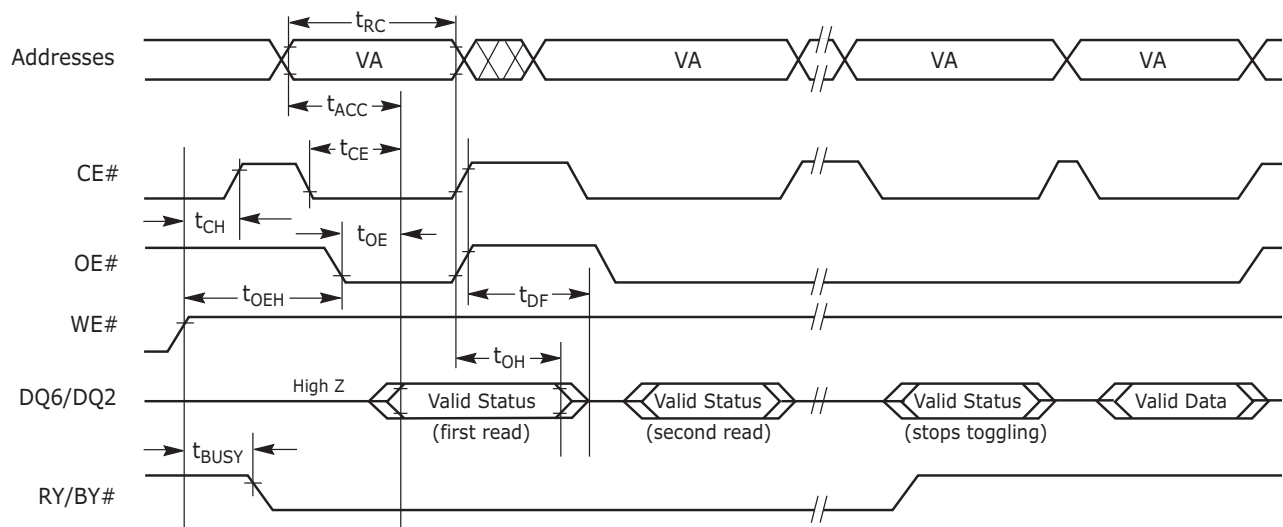 tRC
Addresses VA VA VA VA
tACC
tCE
CE#
tCH
tOE
OE#
tOEH tDF
WE#
tOH
High Z
DQ6/DQ2 Valid Status Valid Status Valid Status Valid Data
(first read) (second read) (stops toggling)
tBUSY
RY/BY#